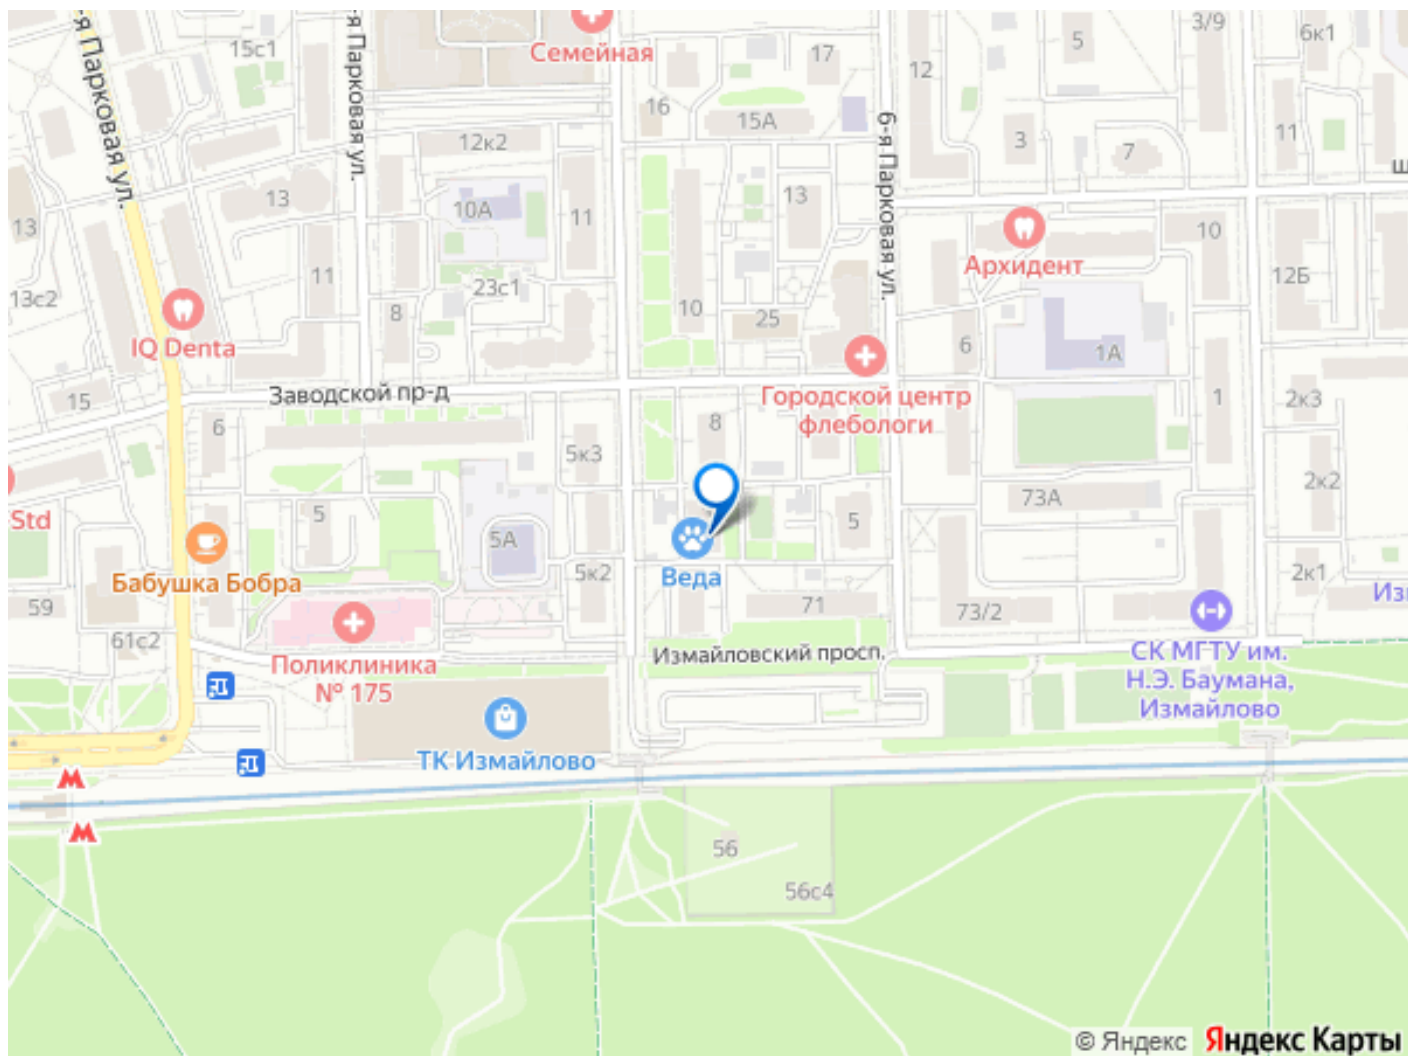 -я Парковая ул.
15с1
-я Парковая ул.
Семейная
17
12
5
3/9
6к1
16
15А
12к2
6-я Парковая ул.
3
7
11
ш
13
13
10А
11
13
10
13с2
11
23с1
8
10
25
Архидент
12Б
IQ Denta
6
1А
1
15
Заводской пр-д
6
8
Городской центр
флебологи
2к3
5к3
2к2
Std
5
5А
73А
5
Бабушка Бобра
5к2
Веда
71
73/2
2к1
Из
59
61с2
Поликлиника
№ 175
Измайловский просп.
СК МГТУ им.
Н.Э. Баумана,
Измайлово
ТК Измайлово
56
56с4
© Яндекс Яндекс Карты